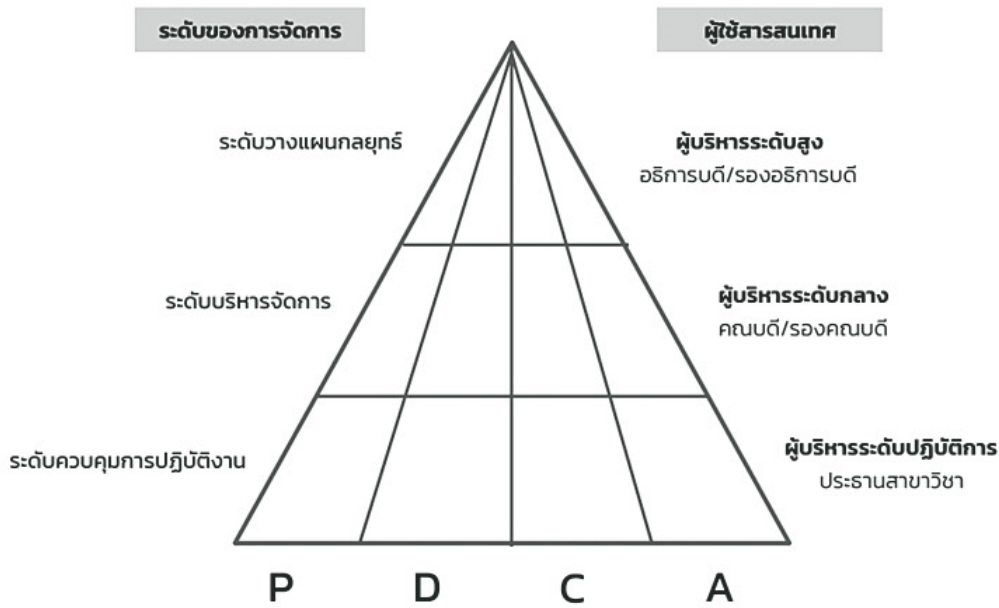 ระดับของการจัดการ
ผู้ใช้สารสนเทศ
ระดับวางแผนกลยุทธ์
ผู้บริหารระดับสูง
อธิการบดี/รองอธิการบดี
ระดับบริหารจัดการ
ผู้บริหารระดับกลาง
คณบดี/รองคณบดี
ระดับควบคุมการปฏิบัติงาน
ผู้บริหารระดับปฏิบัติการ
ประธานสาขาวิชา
P D C A